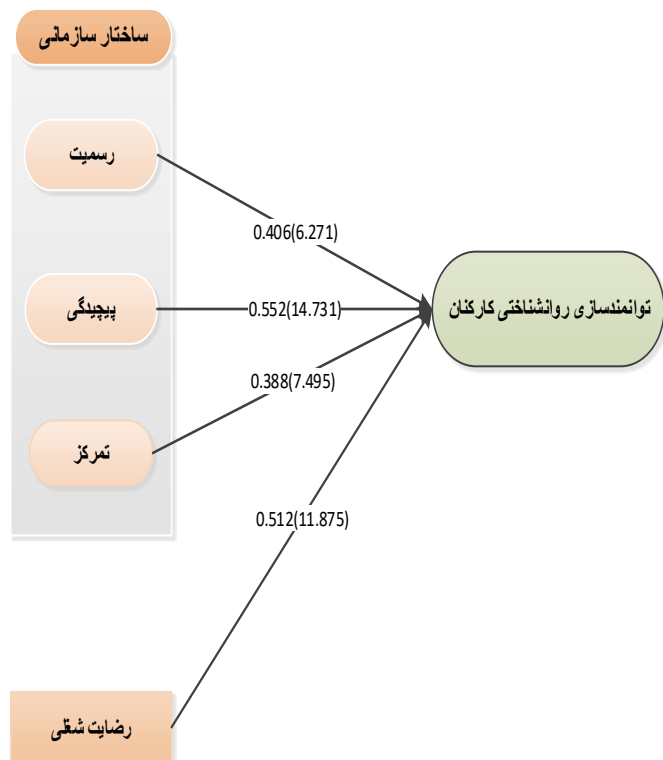 ساختار سازمانی
رسمیت
0.406(6.271)
پیچیدگی
0.552(14.731)
توانمندسازی روانشناختی کارکنان
0.388(7.495)
تمرکز
0.512(11.875)
رضایت شغلی